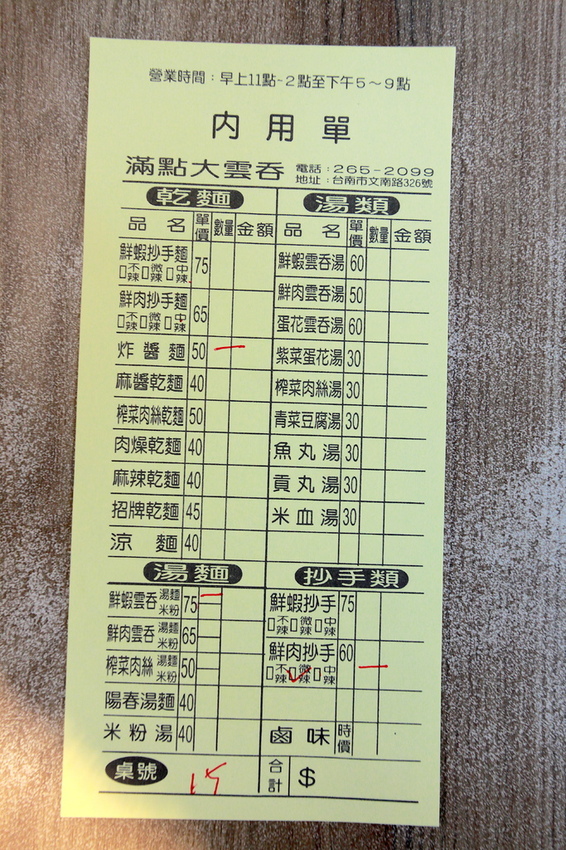 營業時間：早上11點-2點至下午5～9點
內用單
滿點大雲吞
電話：265-2099
地址：台南市文南路326號
乾麵
品名 單價 數量 金額
鮮蝦抄手麵 75
不辣 微辣 中辣
鮮肉抄手麵 65
不辣 微辣 中辣
炸醬麵 50 一
麻醬乾麵 40
榨菜肉絲乾麵 50
肉燥乾麵 40
麻辣乾麵 40
招牌乾麵 45
涼麵 40
湯類
品名 單價 數量 金額
鮮蝦雲吞湯 60
鮮肉雲吞湯 50
蛋花雲吞湯 60
紫菜蛋花湯 30
榨菜肉絲湯 30
青菜豆腐湯 30
魚丸湯 30
貢丸湯 30
米血湯 30
湯麵
鮮蝦雲吞 湯麵 米粉 75 一
鮮肉雲吞 湯麵 米粉 65
榨菜肉絲 湯麵 米粉 50
陽春湯麵 40
米粉湯 40
抄手類
鮮蝦抄手 75
不辣 微辣 中辣
鮮肉抄手 60 一
不辣 微辣 中辣
滷味 時價
桌號 15
合計 $